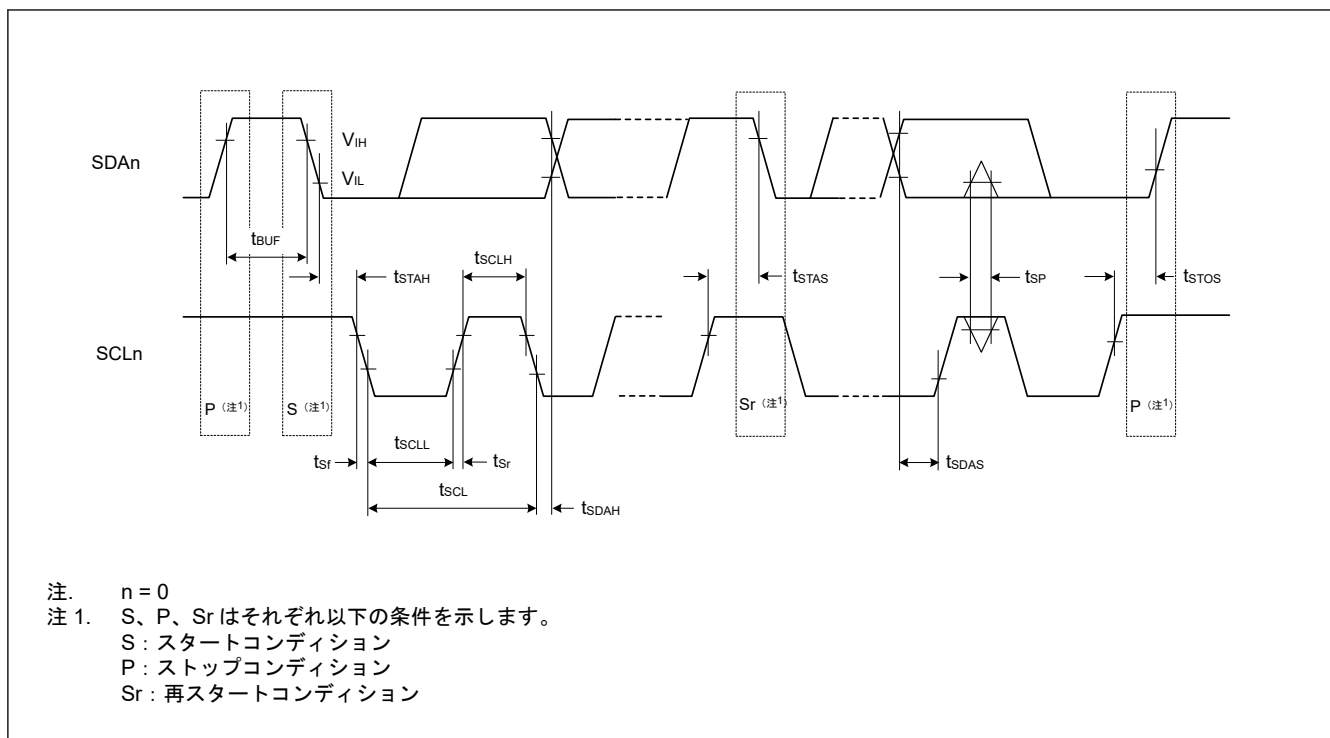 SDAn
VIH
VIL
tBUF
tSTAH
tSCLH
tSTAS
tSP
tSTOS
SCLn
P(注1)
S(注1)
Sr(注1)
P(注1)
tSf
tSCLL
tSr
tSCL
tSDAH
tSDAS
注. n = 0
注 1. S、P、Sr はそれぞれ以下の条件を示します。
S:スタートコンディション
P:ストップコンディション
Sr:再スタートコンディション